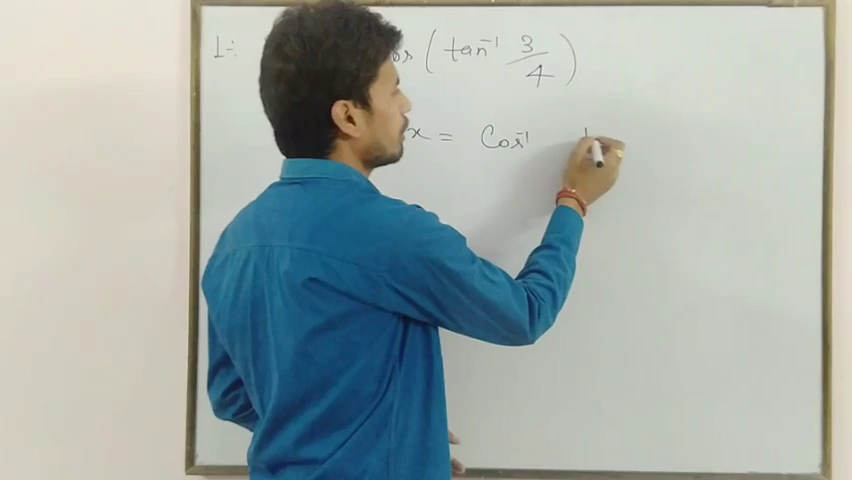 1-: os ( tan⁻¹ 3/4 )
x = Cos⁻¹